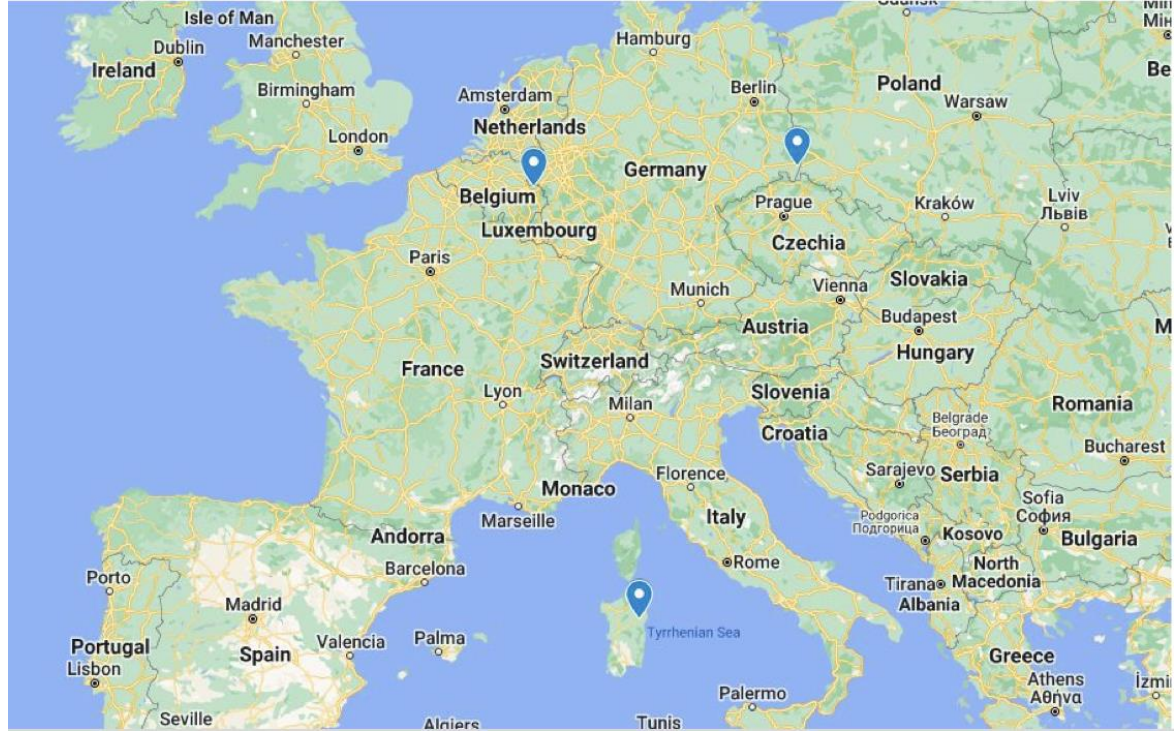 Isle of Man
Dublin
Manchester
Hamburg
Ireland
Birmingham
Amsterdam
Berlin
Poland
Be
Netherlands
Warsaw
London
Germany
Belgium
Prague
Kraków
Lviv
Львів
Luxembourg
Czechia
Paris
Slovakia
Munich
Vienna
Austria
Budapest
M
Hungary
France
Switzerland
Lyon
Milan
Slovenia
Romania
Croatia
Belgrade
Београд
Bucharest
Florence
Sarajevo
Serbia
Monaco
Marseille
Italy
Sofia
София
Podgorica
Подгорица
Kosovo
Bulgaria
Andorra
Barcelona
Rome
North
Macedonia
Porto
Tirana
Albania
Madrid
Tyrrhenian Sea
Portugal
Spain
Valencia
Palma
Greece
Lisbon
Athens
Αθήνα
İzmi
Palermo
Seville
Algiers
Tunis